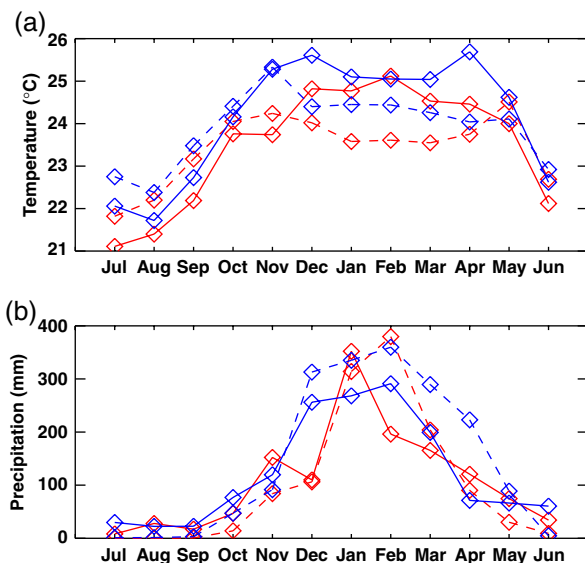 (a)
Temperature (°C)
26
25
24
23
22
21
Jul Aug Sep Oct Nov Dec Jan Feb Mar Apr May Jun
(b)
Precipitation (mm)
400
300
200
100
0
Jul Aug Sep Oct Nov Dec Jan Feb Mar Apr May Jun